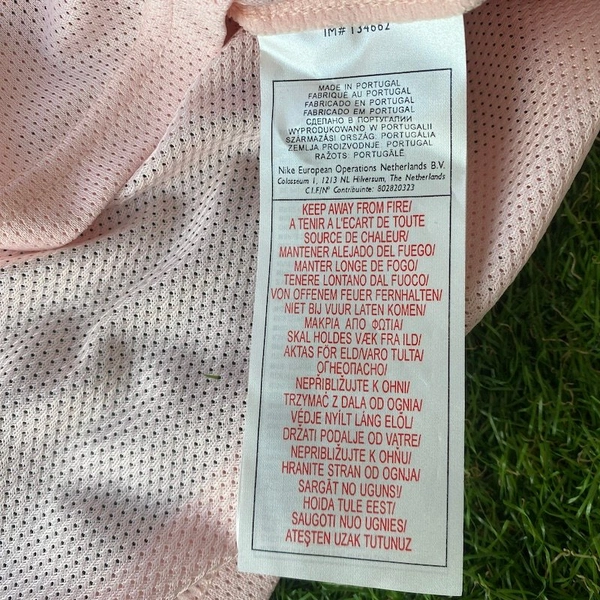 IM# 134662
MADE IN PORTUGAL
FABRIQUÉ AU PORTUGAL
FABRICADO EN PORTUGAL
FABRICADO EM PORTUGAL
СДЕЛАНО В ПОРТУГАЛИИ
WYPRODUKOWANO W PORTUGALII
SZÁRMAZÁSI ORSZÁG: PORTUGÁLIA
ZEMLJA PROIZVODNJE: PORTUGAL
RAŽOTS: PORTUGĀLĒ
Nike European Operations Netherlands B.V.
Colosseum 1, 1213 NL Hilversum, The Netherlands
C.I.F/Nº Contribuinte: 802820323
KEEP AWAY FROM FIRE/
A TENIR A L'ECART DE TOUTE
SOURCE DE CHALEUR/
MANTENER ALEJADO DEL FUEGO/
MANTER LONGE DE FOGO/
TENERE LONTANO DAL FUOCO/
VON OFFENEM FEUER FERNHALTEN/
NIET BIJ VUUR LATEN KOMEN/
ΜΑΚΡΙΑ ΑΠΟ ΦΩΤΙΑ/
SKAL HOLDES VÆK FRA ILD/
AKTAS FÖR ELD/VARO TULTA/
ОГНЕОПАСНО/
NEPŘIBLIŽUJTE K OHNI/
TRZYMAĆ Z DALA OD OGNIA/
VÉDJE NYÍLT LÁNG ELŐL/
DRŽATI PODALJE OD VATRE/
NEPRIBLIŽUJTE K OHŇU/
HRANITE STRAN OD OGNJA/
SARGĀT NO UGUNS!/
HOIDA TULE EEST/
SAUGOTI NUO UGNIES/
ATEŞTEN UZAK TUTUNUZ